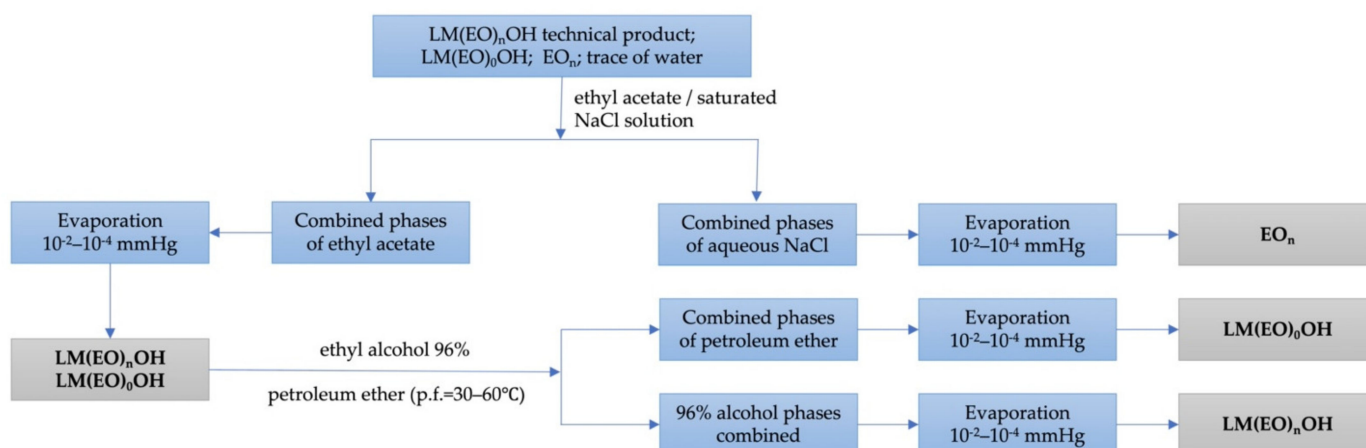 LM(EO)ₙOH technical product;
LM(EO)₀OH; EOₙ; trace of water
ethyl acetate / saturated
NaCl solution
Evaporation
10⁻²–10⁻⁴ mmHg
Combined phases
of ethyl acetate
Combined phases
of aqueous NaCl
Evaporation
10⁻²–10⁻⁴ mmHg
EOₙ
LM(EO)ₙOH
LM(EO)₀OH
ethyl alcohol 96%
petroleum ether (p.f.=30–60℃)
Combined phases
of petroleum ether
Evaporation
10⁻²–10⁻⁴ mmHg
LM(EO)₀OH
96% alcohol phases
combined
Evaporation
10⁻²–10⁻⁴ mmHg
LM(EO)ₙOH